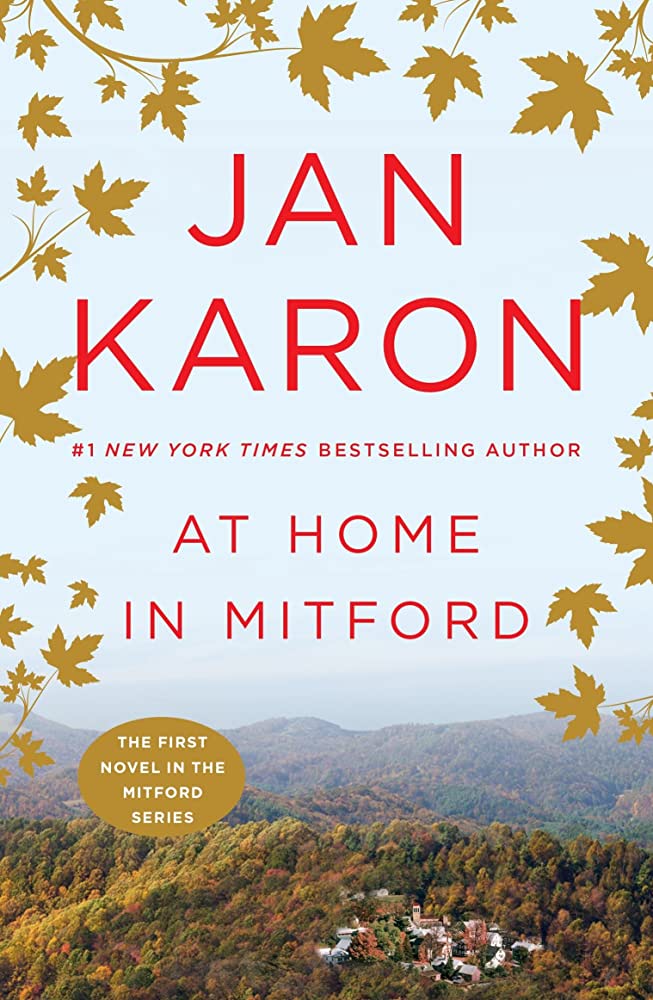 JAN
KARON
#1 NEW YORK TIMES BESTSELLING AUTHOR
AT HOME
IN MITFORD
THE FIRST
NOVEL IN THE
MITFORD
SERIES